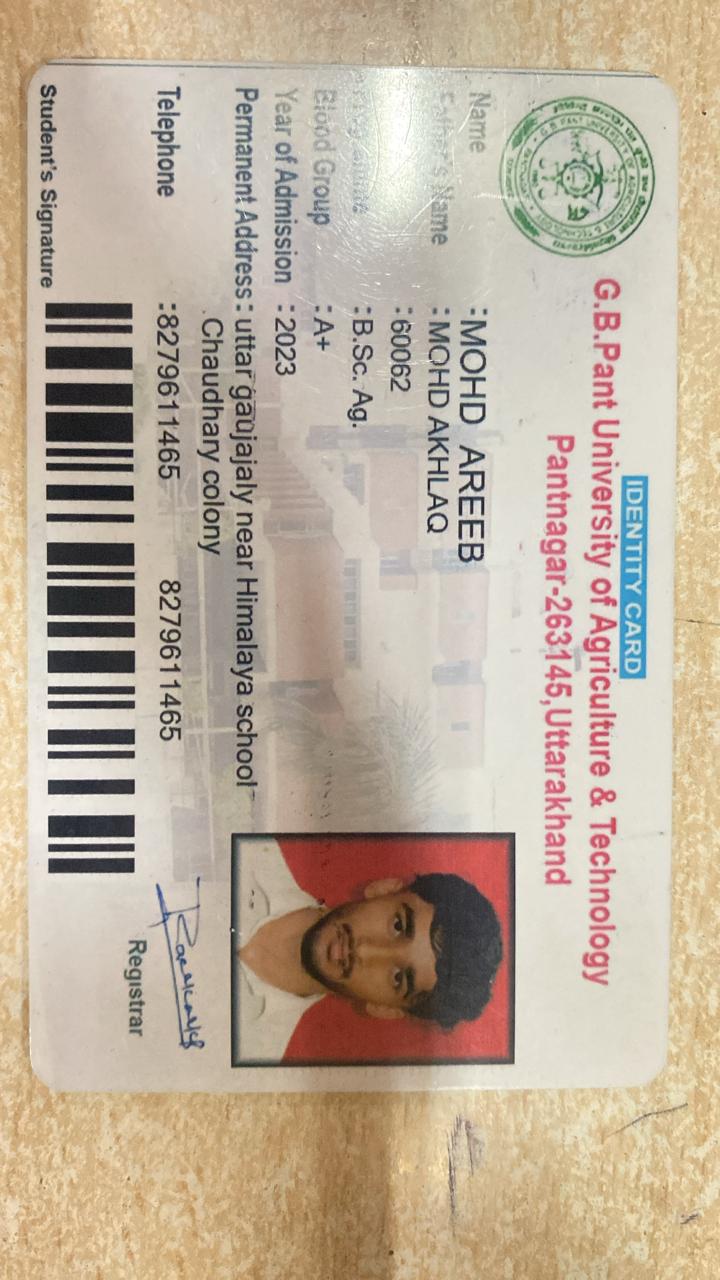 IDENTITY CARD
G.B.Pant University of Agriculture & Technology
Pantnagar-263145, Uttarakhand
Name : MOHD AREEB
Father's Name : MOHD AKHLAQ
: 60062
Programme : B.Sc. Ag.
Blood Group : A+
Year of Admission : 2023
Permanent Address : uttar gaujajaly near Himalaya school
Chaudhary colony
Telephone : 8279611465 8279611465
Student's Signature
Registrar